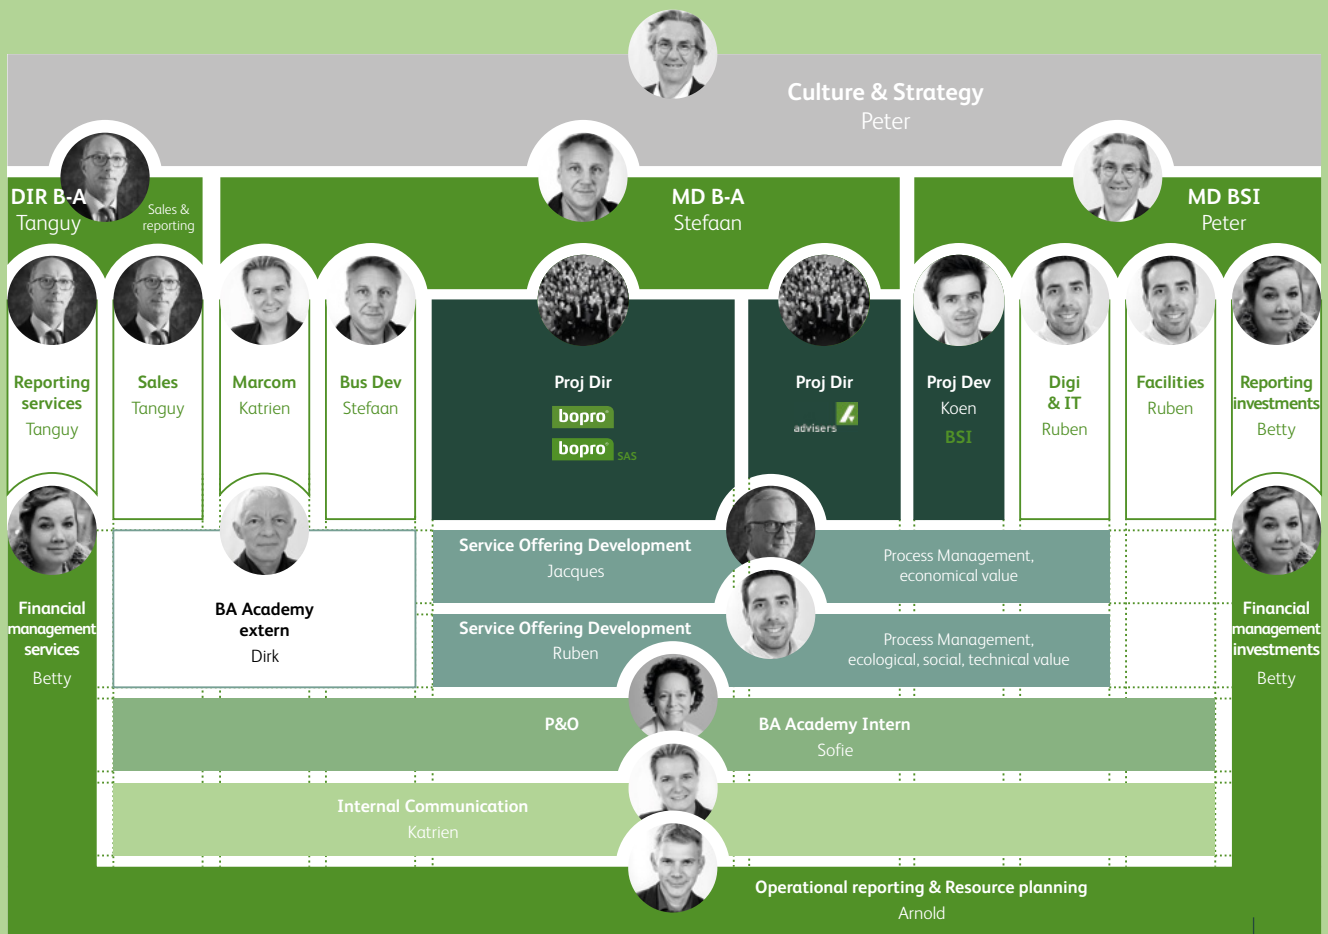 Culture & Strategy
Peter
DIR B-A
Tanguy
Sales &
reporting
MD B-A
Stefaan
MD BSI
Peter
Reporting
services
Tanguy
Sales
Tanguy
Marcom
Katrien
Bus Dev
Stefaan
Proj Dir
bopro
bopro SAS
Proj Dir
advisers
Proj Dev
Koen
BSI
Digi
& IT
Ruben
Facilities
Ruben
Reporting
investments
Betty
Financial
management
services
Betty
BA Academy
extern
Dirk
Service Offering Development
Jacques
Process Management,
economical value
Service Offering Development
Ruben
Process Management,
ecological, social, technical value
Financial
management
investments
Betty
P&O
BA Academy Intern
Sofie
Internal Communication
Katrien
Operational reporting & Resource planning
Arnold